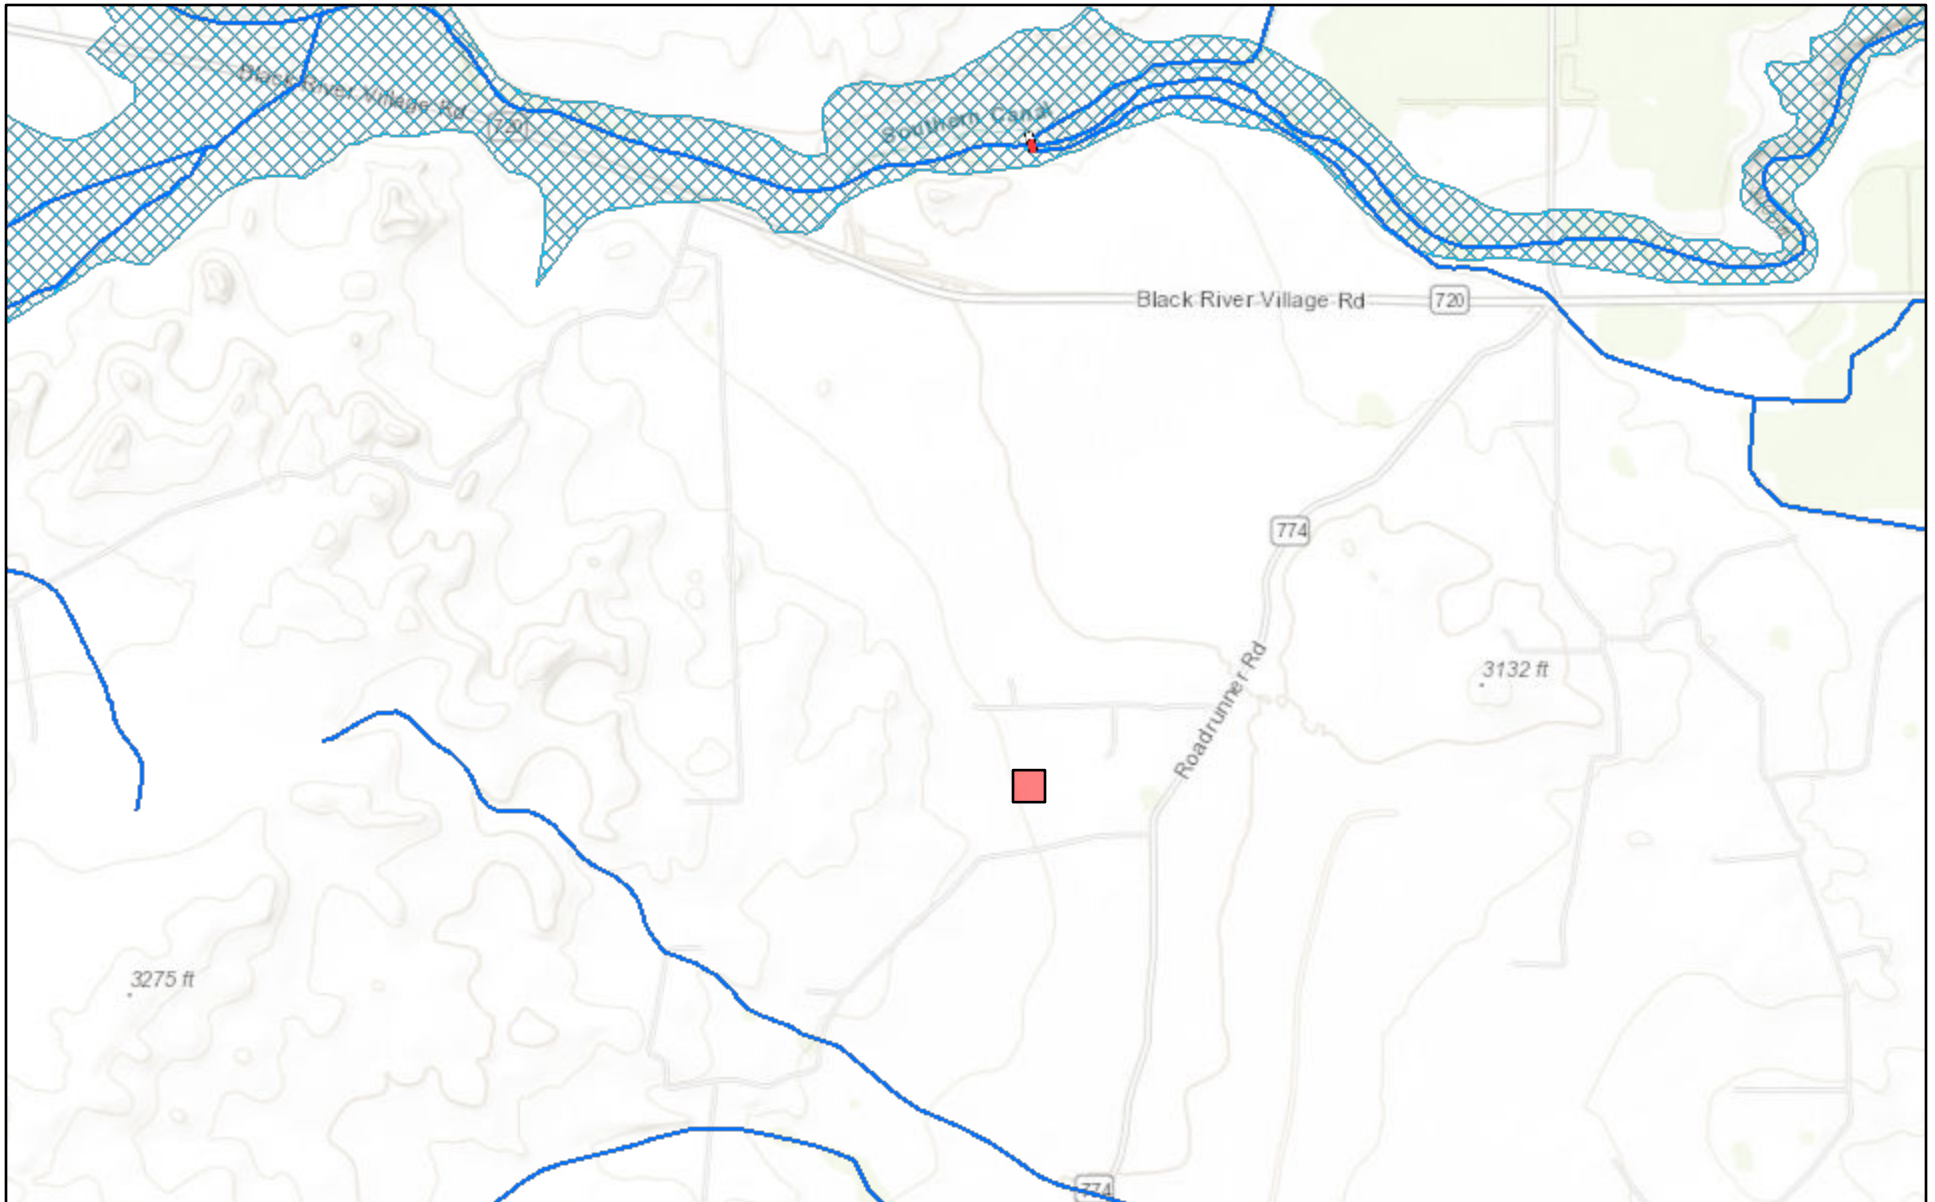 Black River Village Rd
720
Southern Canal
Black River Village Rd
720
774
Roadrunner Rd
3132 ft
3275 ft
774